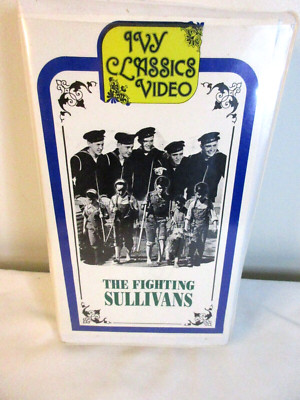 IVY
CLASSICS
VIDEO
THE FIGHTING
SULLIVANS